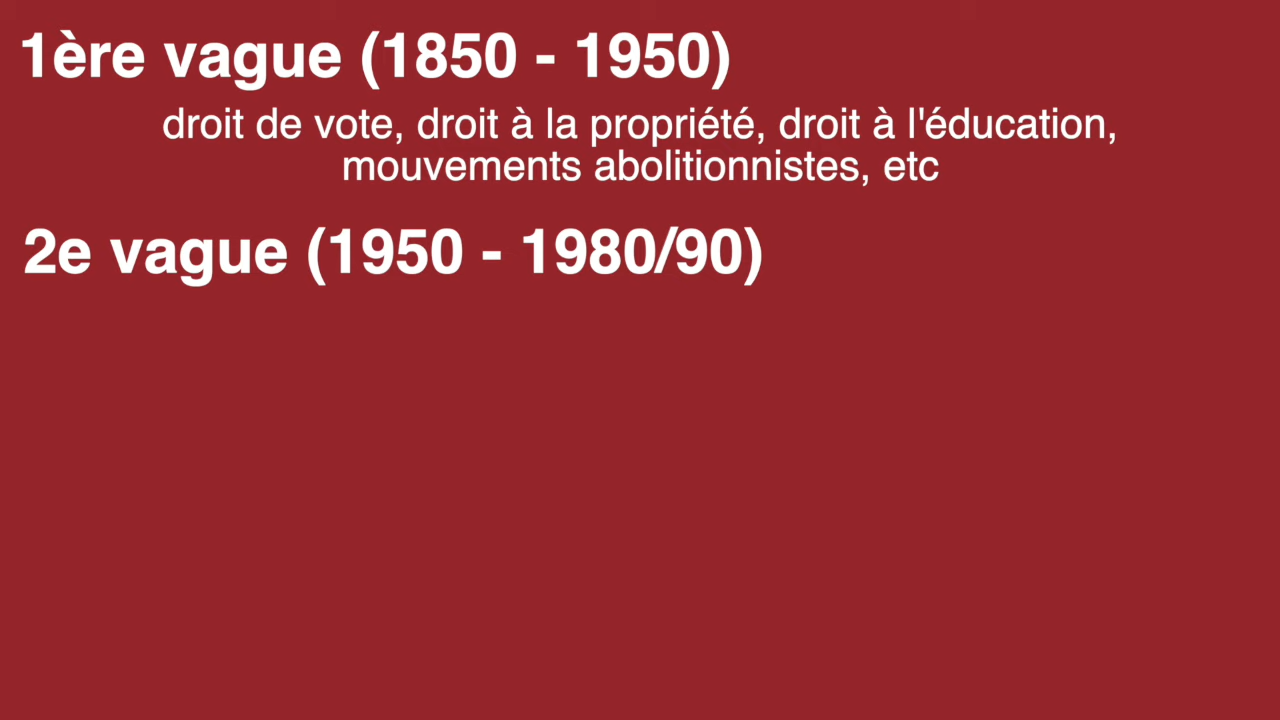 1ère vague (1850 - 1950)
droit de vote, droit à la propriété, droit à l'éducation,
mouvements abolitionnistes, etc
2e vague (1950 - 1980/90)